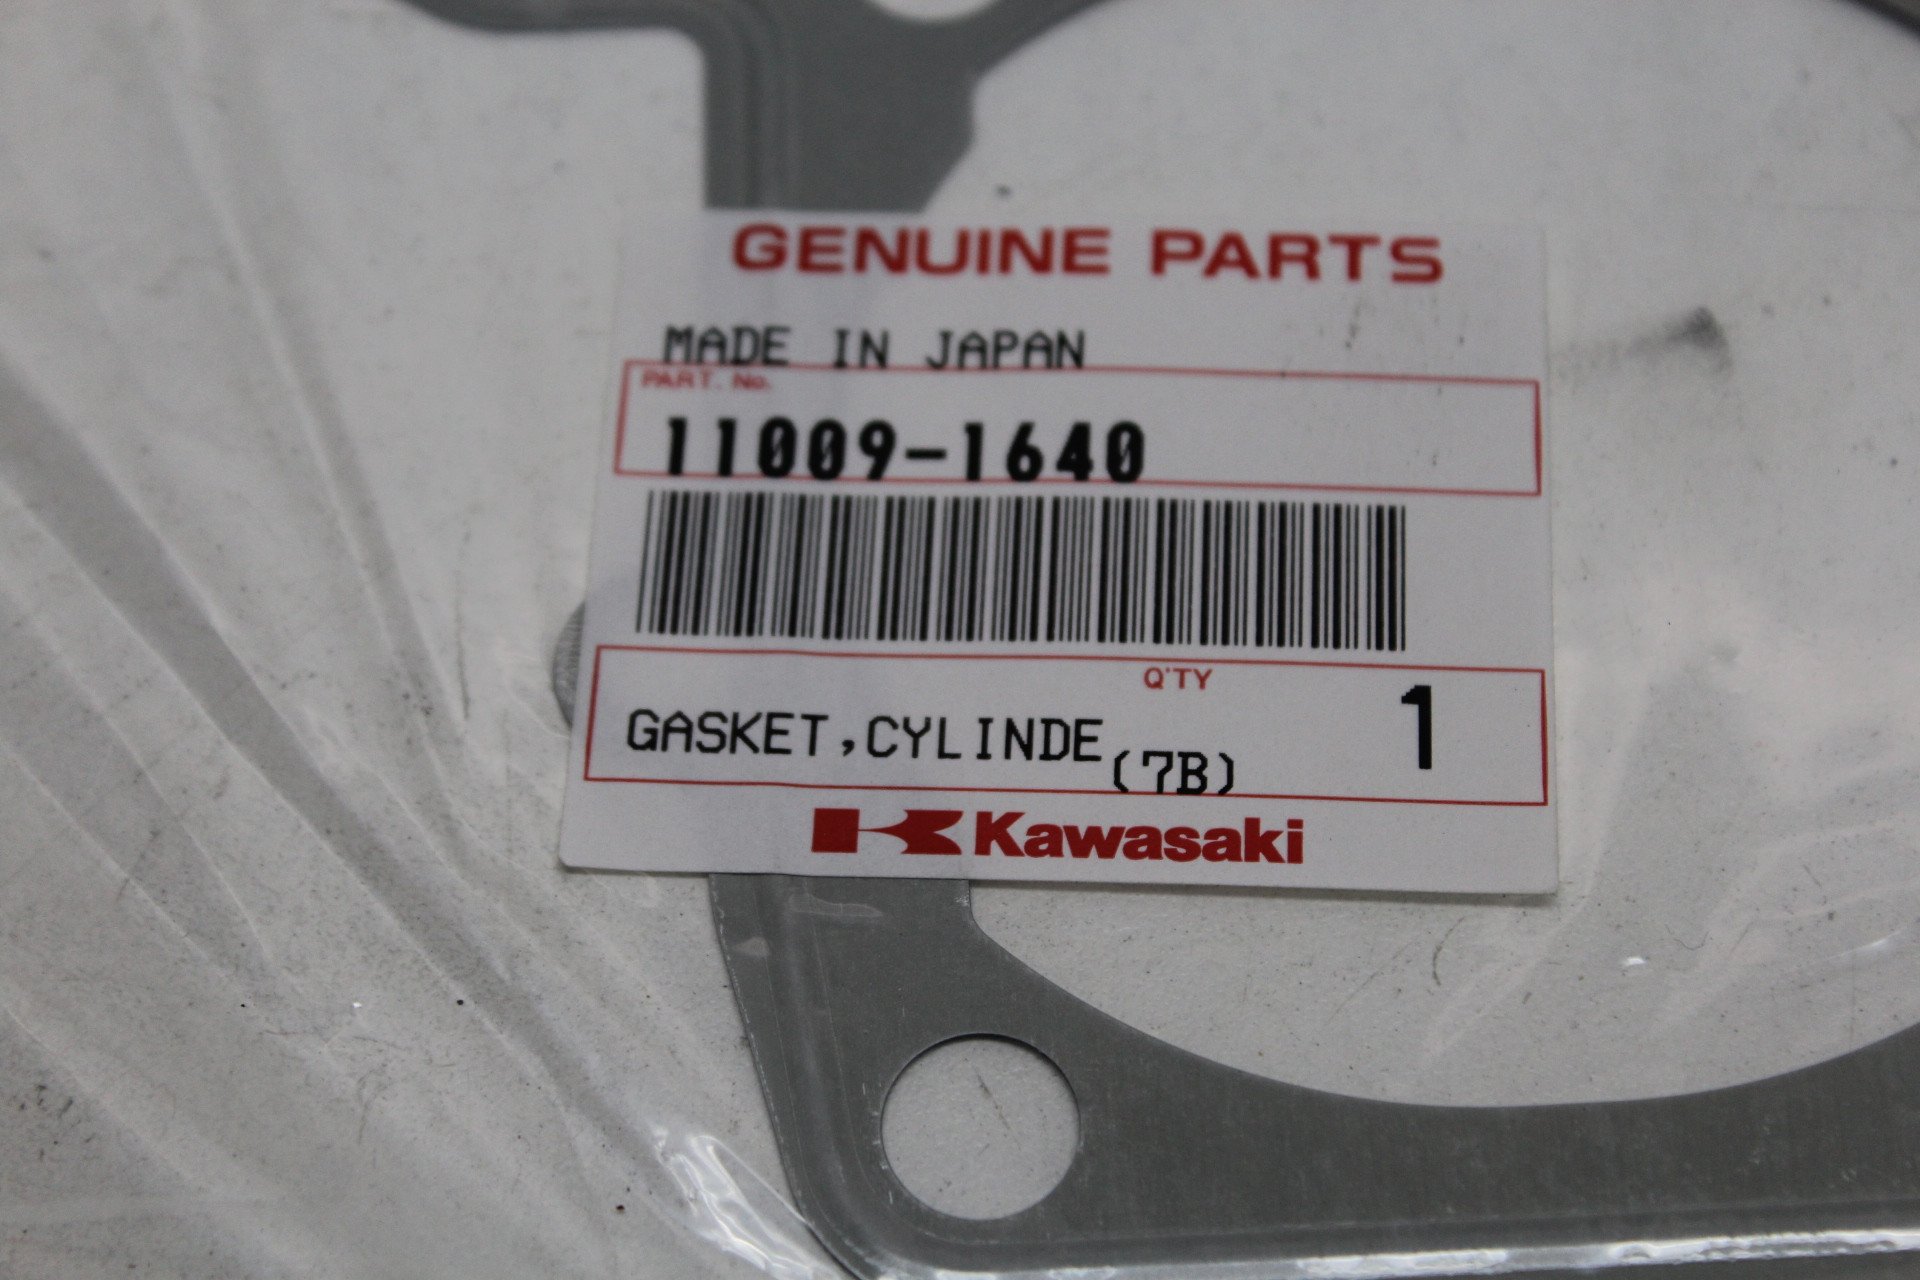 GENUINE PARTS
MADE IN JAPAN
PART. No.
11009-1640
Q'TY
GASKET,CYLINDE(7B) 1
Kawasaki